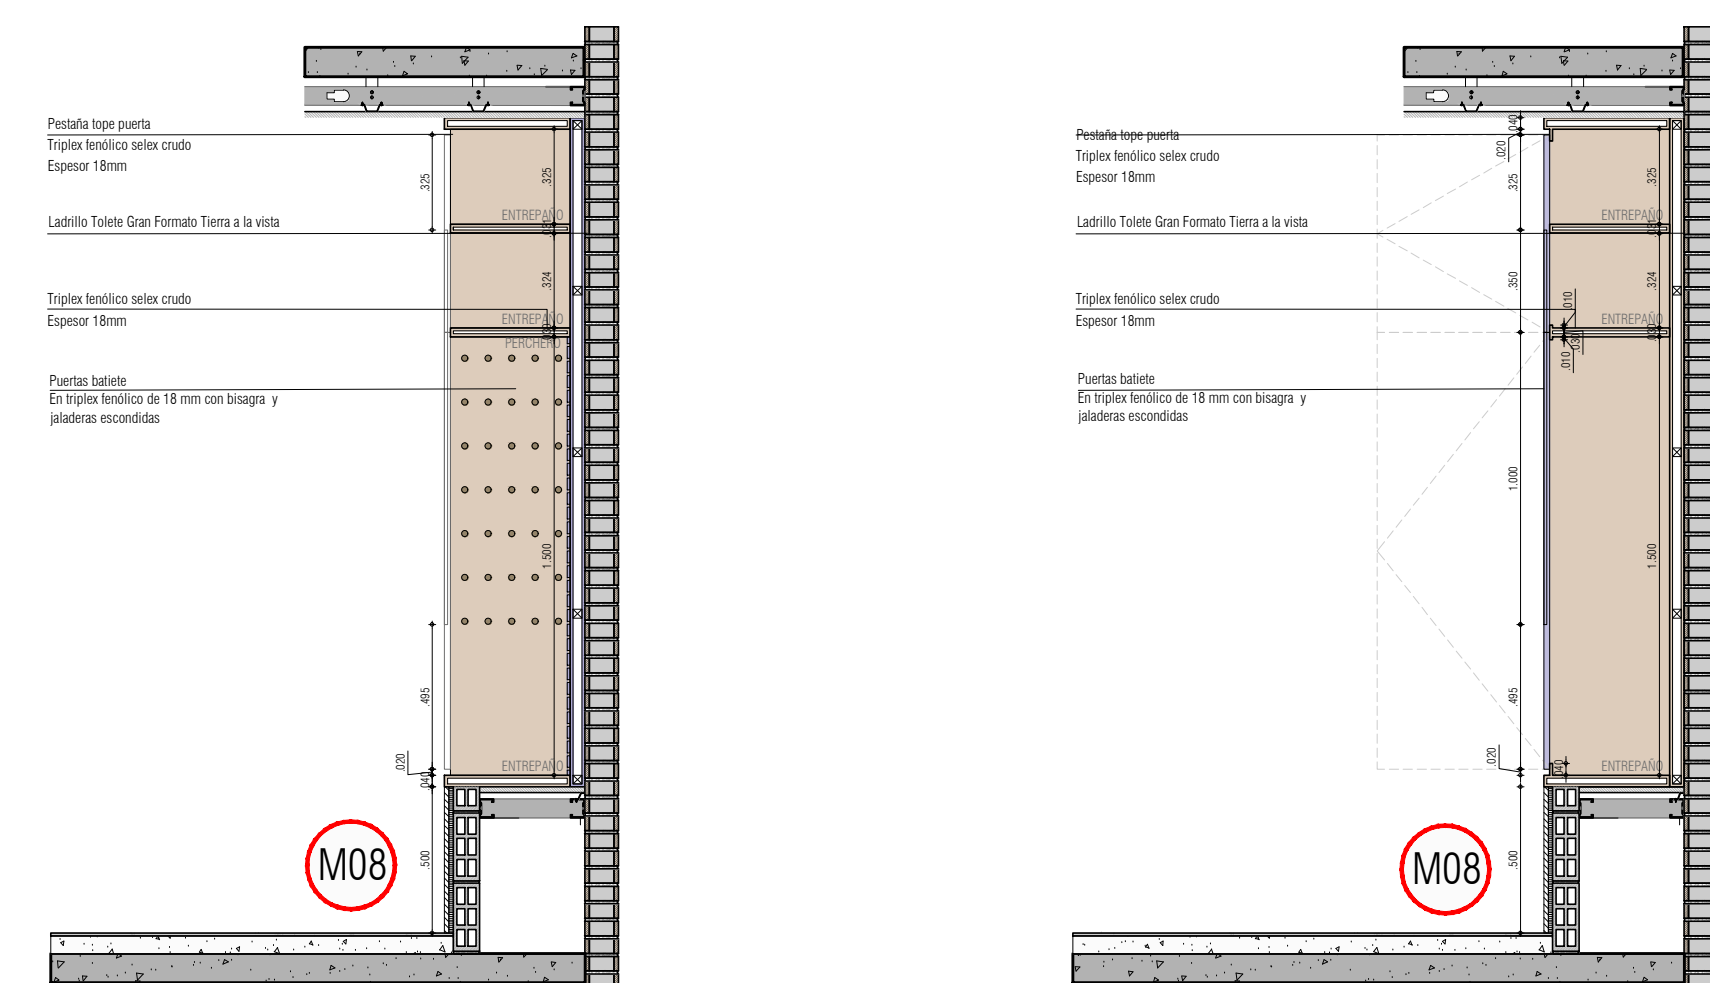 Pestaña tope puerta
Triplex fenólico selex crudo
Espesor 18mm
Ladrillo Tolete Gran Formato Tierra a la vista
Triplex fenólico selex crudo
Espesor 18mm
Puertas batiete
En triplex fenólico de 18 mm con bisagra y
jaladeras escondidas
.325
.325
ENTREPAÑO
.031
.324
ENTREPAÑO
.030
PERCHERO
1.500
.495
.020
.040
ENTREPAÑO
.500
M08
Pestaña tope puerta
Triplex fenólico selex crudo
Espesor 18mm
Ladrillo Tolete Gran Formato Tierra a la vista
Triplex fenólico selex crudo
Espesor 18mm
Puertas batiete
En triplex fenólico de 18 mm con bisagra y
jaladeras escondidas
.040
.020
.325
.325
ENTREPAÑO
.031
.350
.324
.010
ENTREPAÑO
.030
.030
.010
1.000
1.500
.495
.020
.040
ENTREPAÑO
.500
M08